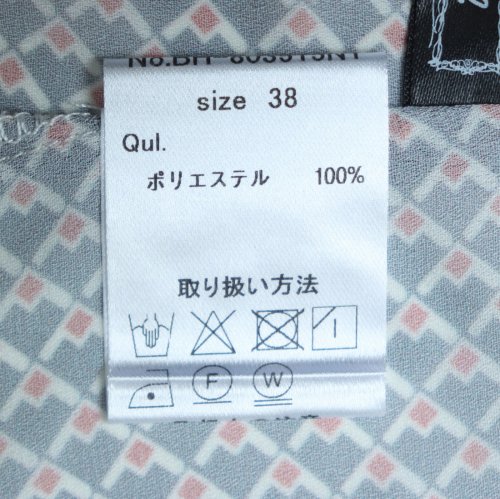 size 38
Qul.
ポリエステル 100%
取り扱い方法
F W